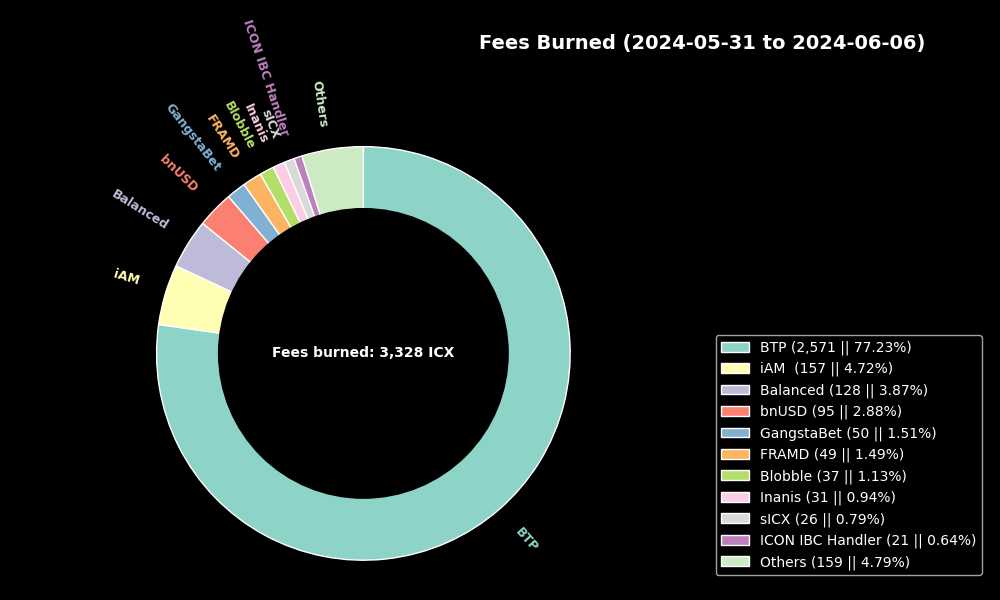 Fees Burned (2024-05-31 to 2024-06-06)
ICON IBC Handler
Others
sICX
Inanis
Blobble
FRAMD
GangstaBet
bnUSD
Balanced
iAM
Fees burned: 3,328 ICX
BTP
BTP (2,571 || 77.23%)
iAM  (157 || 4.72%)
Balanced (128 || 3.87%)
bnUSD (95 || 2.88%)
GangstaBet (50 || 1.51%)
FRAMD (49 || 1.49%)
Blobble (37 || 1.13%)
Inanis (31 || 0.94%)
sICX (26 || 0.79%)
ICON IBC Handler (21 || 0.64%)
Others (159 || 4.79%)